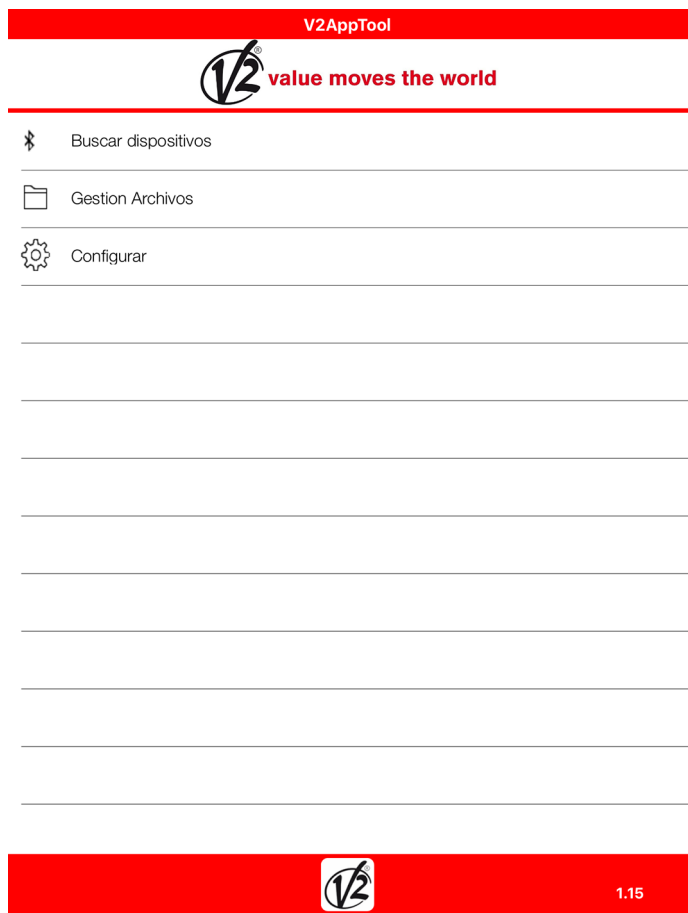 V2AppTool
V2® value moves the world
Buscar dispositivos
Gestion Archivos
Configurar
V2®
1.15